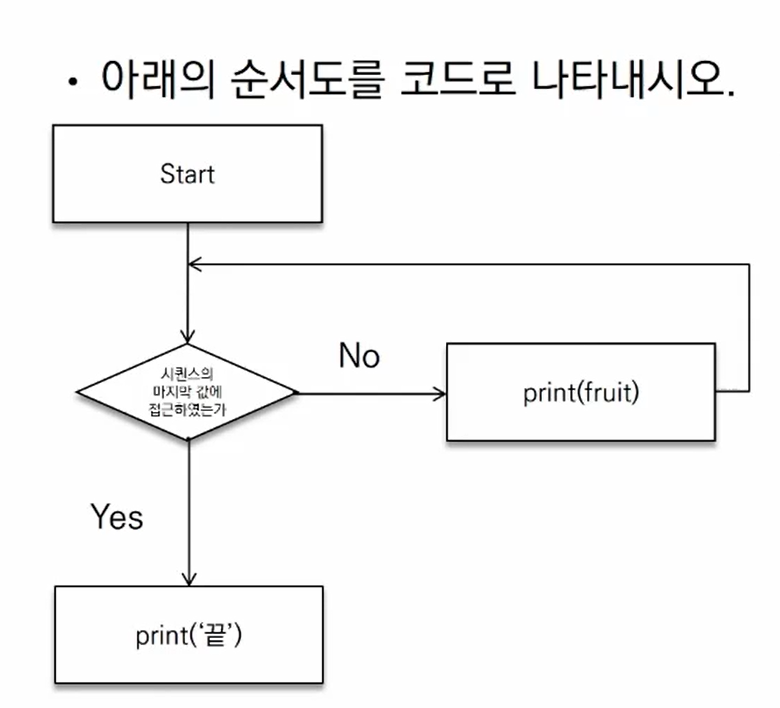 • 아래의 순서도를 코드로 나타내시오.
Start
No
시퀀스의
마지막 값에
접근하였는가
print(fruit)
Yes
print(‘끝’)